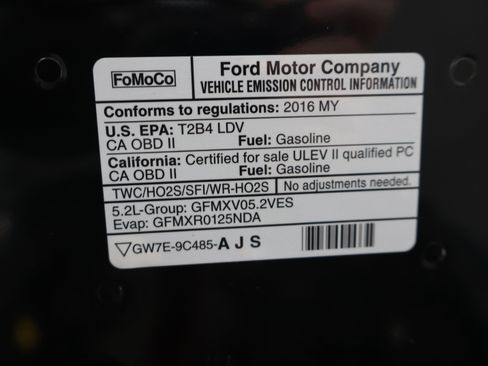 FoMoCo
Ford Motor Company
VEHICLE EMISSION CONTROL INFORMATION
Conforms to regulations: 2016 MY
U.S. EPA: T2B4 LDV
CA OBD II Fuel: Gasoline
California: Certified for sale ULEV II qualified PC
CA OBD II Fuel: Gasoline
TWC/HO2S/SFI/WR-HO2S No adjustments needed.
5.2L-Group: GFMXV05.2VES
Evap: GFMXR0125NDA
GW7E-9C485-AJS